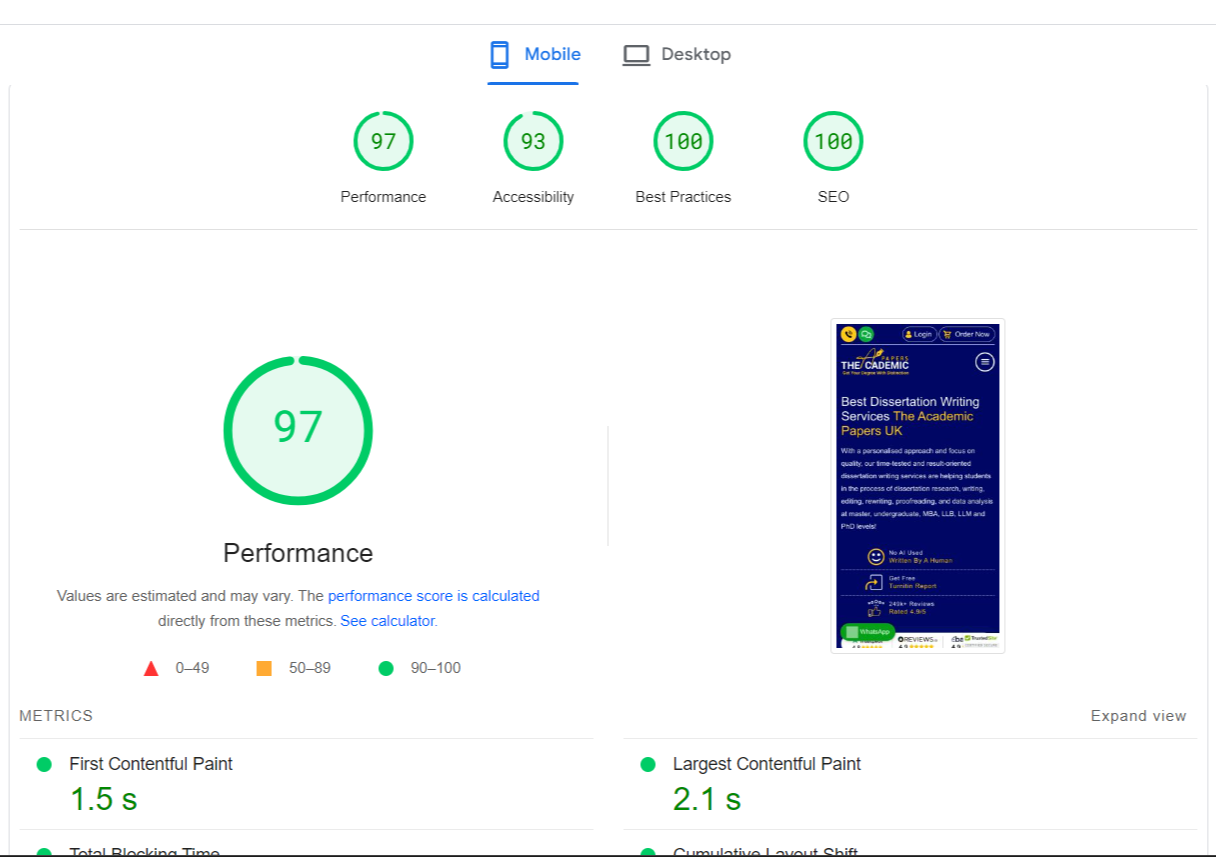 Mobile
Desktop
97
93
100
100
Performance
Accessibility
Best Practices
SEO
97
Performance
Values are estimated and may vary. The performance score is calculated
directly from these metrics. See calculator.
0–49
50–89
90–100
Login
Order Now
PAPERS
THE CADEMIC
Get Your Degree With Distinction
Best Dissertation Writing
Services The Academic
Papers UK
With a personalised approach and focus on
quality, our time-tested and result-oriented
dissertation writing services are helping students
in the process of dissertation research, writing,
editing, rewriting, proofreading, and data analysis
at master, undergraduate, MBA, LLB, LLM and
PhD levels!
No AI Used
Written By A Human
Get Free
Turnitin Report
Reviews
Rated 4.9/5
WhatsApp
REVIEWS
TrustedSite
4.9
METRICS
Expand view
First Contentful Paint
1.5 s
Largest Contentful Paint
2.1 s
Total Blocking Time
Cumulative Layout Shift